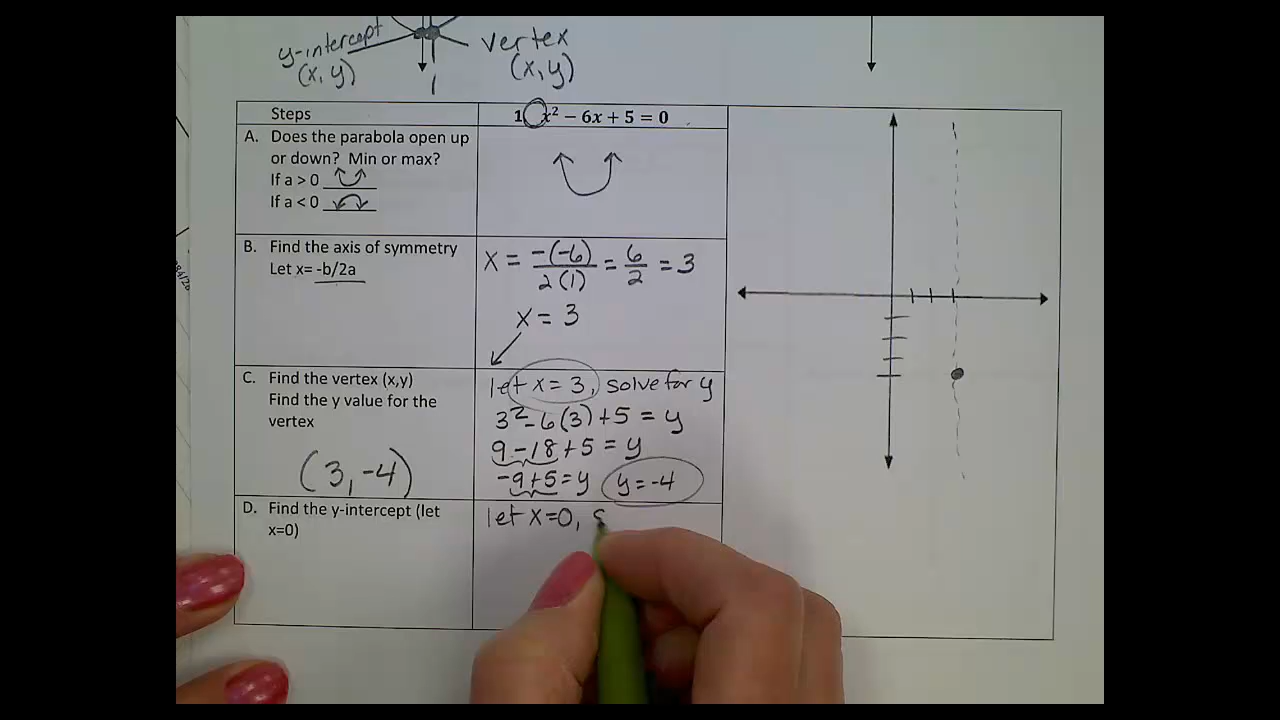 y-intercept
(x, y)
vertex
(x, y)
Steps
1 x² − 6x + 5 = 0
A. Does the parabola open up
or down? Min or max?
If a > 0
If a < 0
B. Find the axis of symmetry
Let x= -b/2a
x = -(-6)/2(1) = 6/2 = 3
x = 3
C. Find the vertex (x,y)
Find the y value for the
vertex
(3, -4)
let x = 3, solve for y
3² - 6(3) + 5 = y
9 - 18 + 5 = y
-9 + 5 = y y = -4
D. Find the y-intercept (let
x=0)
let x=0, s